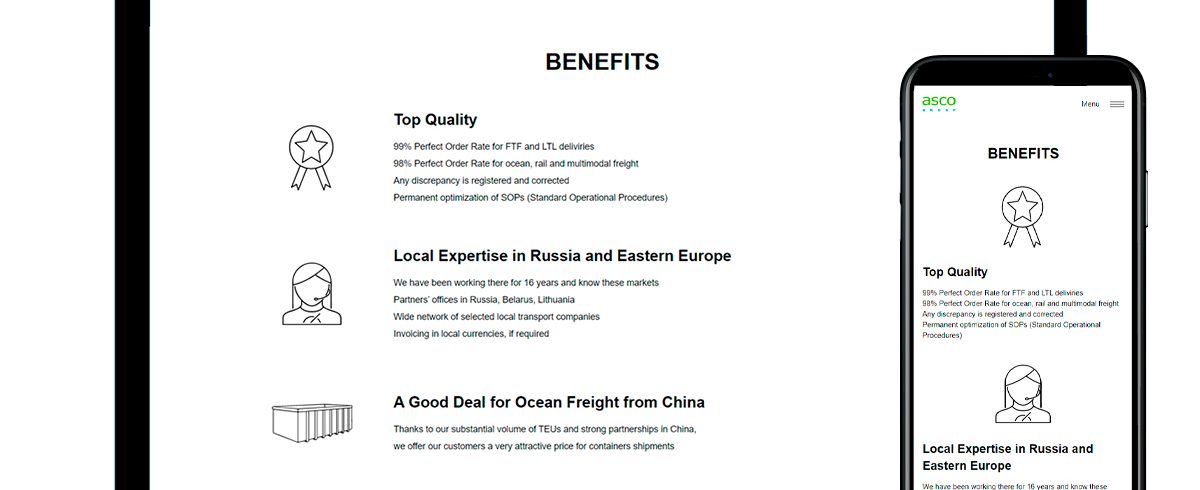 BENEFITS
Top Quality
99% Perfect Order Rate for FTF and LTL deliviries
98% Perfect Order Rate for ocean, rail and multimodal freight
Any discrepancy is registered and corrected
Permanent optimization of SOPs (Standard Operational Procedures)
Local Expertise in Russia and Eastern Europe
We have been working there for 16 years and know these markets
Partners' offices in Russia, Belarus, Lithuania
Wide network of selected local transport companies
Invoicing in local currencies, if required
A Good Deal for Ocean Freight from China
Thanks to our substantial volume of TEUs and strong partnerships in China,
we offer our customers a very attractive price for containers shipments
asco
Menu
BENEFITS
Top Quality
99% Perfect Order Rate for FTF and LTL deliviries
98% Perfect Order Rate for ocean, rail and multimodal freight
Any discrepancy is registered and corrected
Permanent optimization of SOPs (Standard Operational
Procedures)
Local Expertise in Russia and
Eastern Europe
We have been working there for 16 years and know these